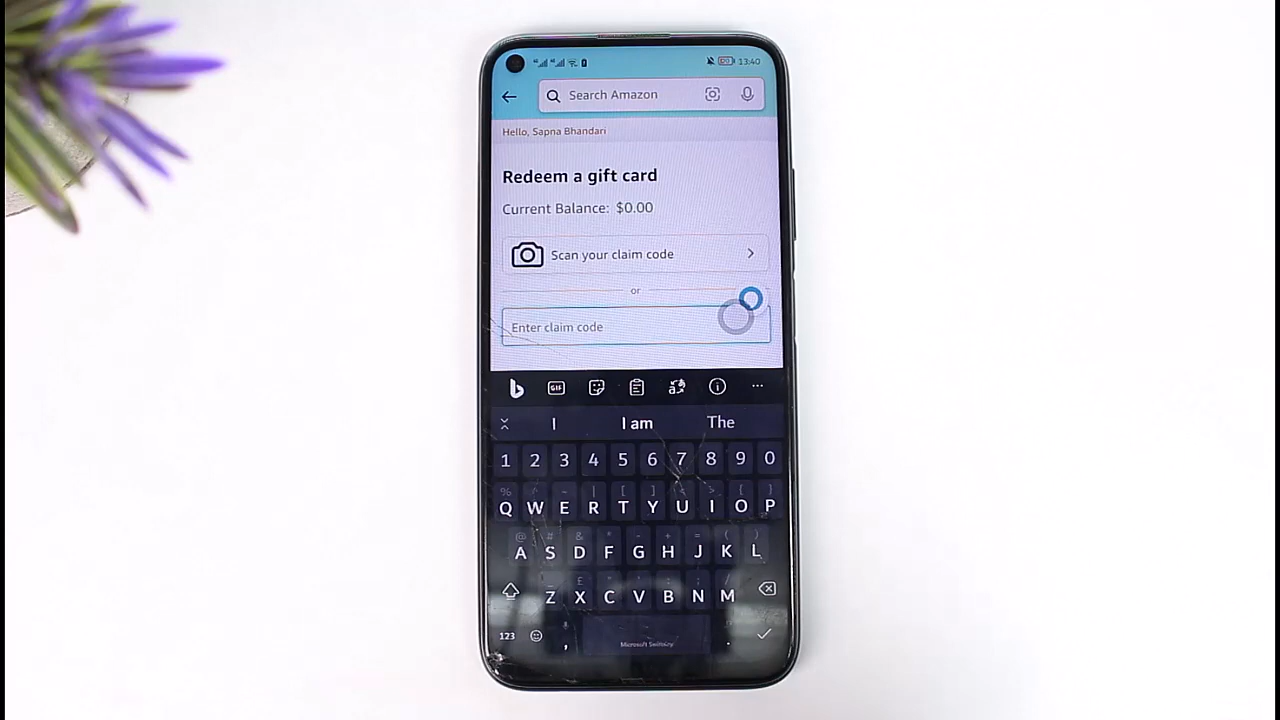 13:40
Search Amazon
Hello, Sapna Bhandari
Redeem a gift card
Current Balance: $0.00
Scan your claim code
or
Enter claim code
GIF
I I am The
1 2 3 4 5 6 7 8 9 0
% ^ ~ | [ ] < > { }
Q W E R T Y U I O P
@ # & * - + = ( )
A S D F G H J K L
_ £ " ' : ; /
Z X C V B N M
123 , Microsoft SwiftKey .